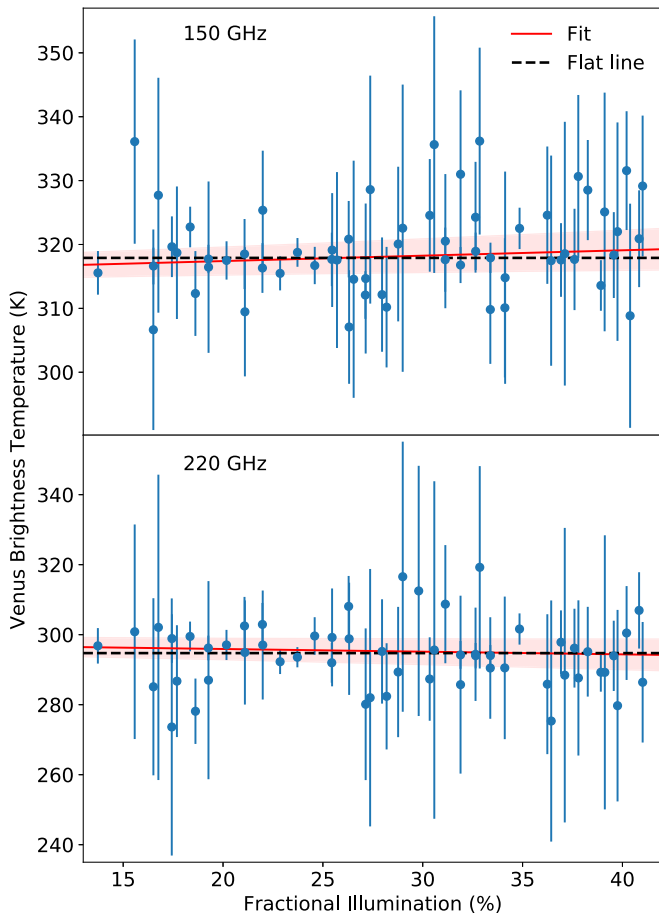 150 GHz
Fit
Flat line
350
340
330
320
310
300
Venus Brightness Temperature (K)
220 GHz
340
320
300
280
260
240
15 20 25 30 35 40
Fractional Illumination (%)